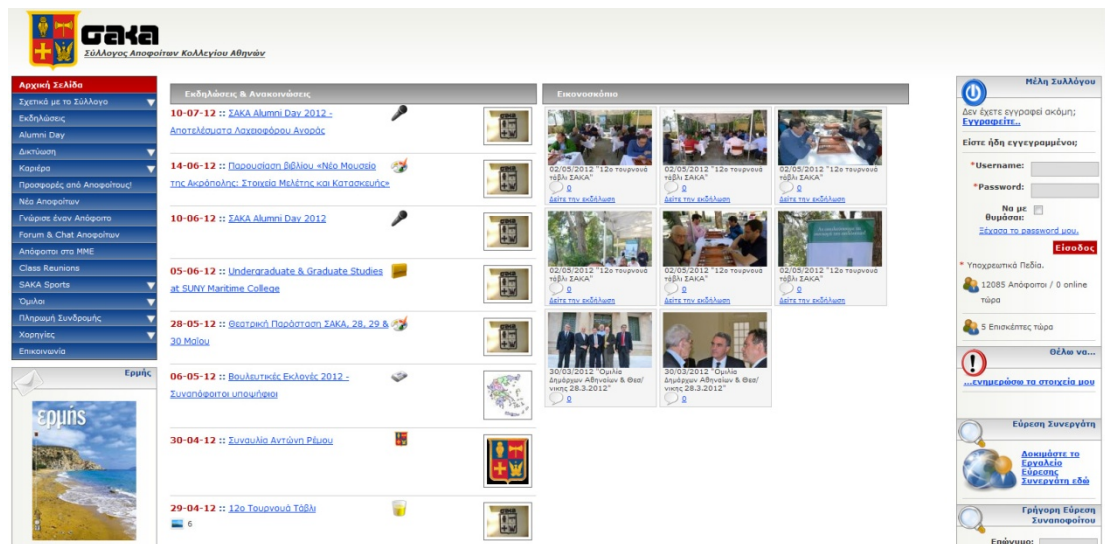 σακα
Σύλλογος Αποφοίτων Κολλεγίου Αθηνών
Αρχική Σελίδα
Σχετικά με το Σύλλογο
Εκδηλώσεις
Alumni Day
Δικτύωση
Καριέρα
Προσφορές από Αποφοίτους!
Νέα Αποφοίτων
Γνώρισε έναν Απόφοιτο
Forum & Chat Αποφοίτων
Απόφοιτοι στα ΜΜΕ
Class Reunions
SAKA Sports
Όμιλοι
Πληρωμή Συνδρομής
Χορηγίες
Επικοινωνία
Ερμής
ερμής
Εκδηλώσεις & Ανακοινώσεις
10-07-12 :: ΣΑΚΑ Alumni Day 2012 -
Αποτελέσματα Λαχειοφόρου Αγοράς
14-06-12 :: Παρουσίαση βιβλίου «Νέο Μουσείο
της Ακρόπολης: Στοιχεία Μελέτης και Κατασκευής»
10-06-12 :: ΣΑΚΑ Alumni Day 2012
05-06-12 :: Undergraduate & Graduate Studies
at SUNY Maritime College
28-05-12 :: Θεατρική Παράσταση ΣΑΚΑ, 28, 29 &
30 Μαΐου
06-05-12 :: Βουλευτικές Εκλογές 2012 -
Συναπόφοιτοι υποψήφιοι
30-04-12 :: Συναυλία Αντώνη Ρέμου
29-04-12 :: 12ο Τουρνουά Τάβλι
6
Εικονοσκόπιο
02/05/2012 "12ο τουρνουά
τάβλι ΣΑΚΑ"
0
Δείτε την εκδήλωση
02/05/2012 "12ο τουρνουά
τάβλι ΣΑΚΑ"
0
Δείτε την εκδήλωση
02/05/2012 "12ο τουρνουά
τάβλι ΣΑΚΑ"
0
Δείτε την εκδήλωση
02/05/2012 "12ο τουρνουά
τάβλι ΣΑΚΑ"
0
Δείτε την εκδήλωση
02/05/2012 "12ο τουρνουά
τάβλι ΣΑΚΑ"
0
Δείτε την εκδήλωση
02/05/2012 "12ο τουρνουά
τάβλι ΣΑΚΑ"
0
Δείτε την εκδήλωση
30/03/2012 "Ομιλία
Δημάρχων Αθηναίων & Θεσ/
νικης 28.3.2012"
0
30/03/2012 "Ομιλία
Δημάρχων Αθηναίων & Θεσ/
νικης 28.3.2012"
0
Μέλη Συλλόγου
Δεν έχετε εγγραφεί ακόμη;
Εγγραφείτε..
Είστε ήδη εγγεγραμμένοι;
*Username:
*Password:
Να με
θυμάσαι:
Ξέχασα το password μου.
Είσοδος
* Υποχρεωτικά Πεδία.
12085 Απόφοιτοι / 0 online
τώρα
5 Επισκέπτες τώρα
Θέλω να...
...ενημερώσω τα στοιχεία μου
Εύρεση Συνεργάτη
Δοκιμάστε το
Εργαλείο
Εύρεσης
Συνεργάτη εδώ
Γρήγορη Εύρεση
Συναποφοίτου
Επώνυμο: